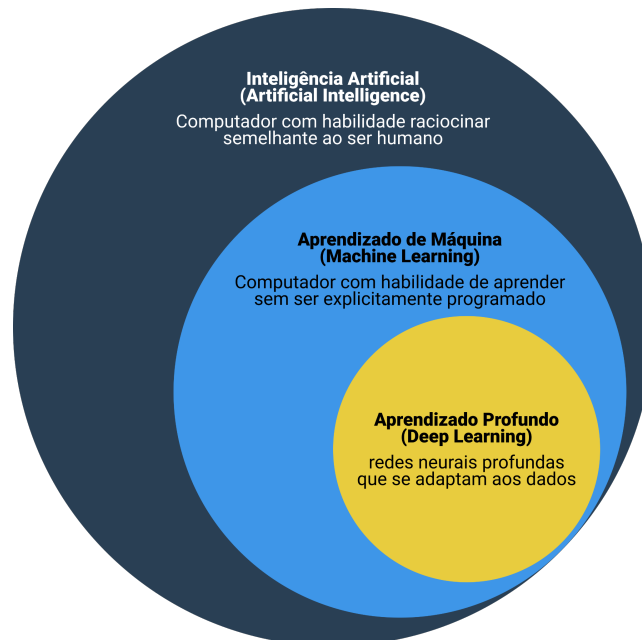 Inteligência Artificial
(Artificial Intelligence)
Computador com habilidade raciocinar
semelhante ao ser humano
Aprendizado de Máquina
(Machine Learning)
Computador com habilidade de aprender
sem ser explicitamente programado
Aprendizado Profundo
(Deep Learning)
redes neurais profundas
que se adaptam aos dados